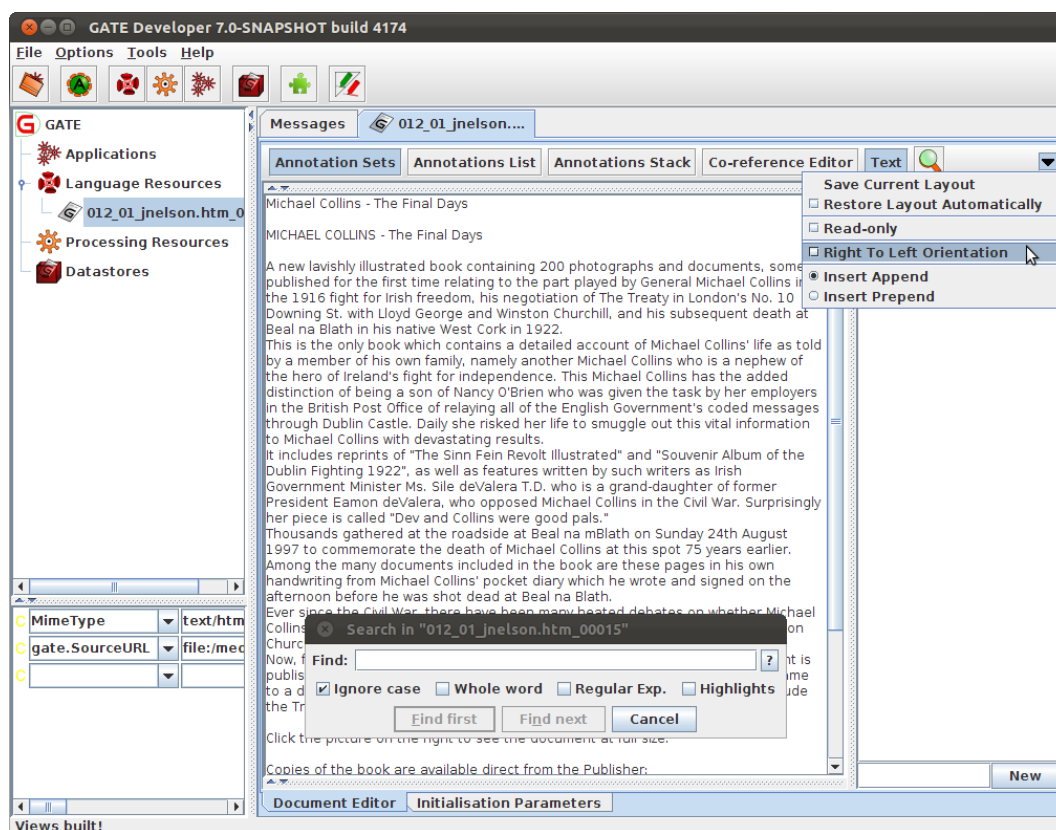 GATE Developer 7.0-SNAPSHOT build 4174
File Options Tools Help
GATE
Applications
Language Resources
012_01_jnelson.htm_0
Processing Resources
Datastores
MimeType text/htm
gate.SourceURL file:/med
Messages 012_01_jnelson....
Annotation Sets Annotations List Annotations Stack Co-reference Editor Text
Save Current Layout
Restore Layout Automatically
Read-only
Right To Left Orientation
Insert Append
Insert Prepend
Michael Collins - The Final Days
MICHAEL COLLINS - The Final Days
A new lavishly illustrated book containing 200 photographs and documents, some
published for the first time relating to the part played by General Michael Collins in
the 1916 fight for Irish freedom, his negotiation of The Treaty in London's No. 10
Downing St. with Lloyd George and Winston Churchill, and his subsequent death at
Beal na Blath in his native West Cork in 1922.
This is the only book which contains a detailed account of Michael Collins' life as told
by a member of his own family, namely another Michael Collins who is a nephew of
the hero of Ireland's fight for independence. This Michael Collins has the added
distinction of being a son of Nancy O'Brien who was given the task by her employers
in the British Post Office of relaying all of the English Government's coded messages
through Dublin Castle. Daily she risked her life to smuggle out this vital information
to Michael Collins with devastating results.
It includes reprints of "The Sinn Fein Revolt Illustrated" and "Souvenir Album of the
Dublin Fighting 1922", as well as features written by such writers as Irish
Government Minister Ms. Sile deValera T.D. who is a grand-daughter of former
President Eamon deValera, who opposed Michael Collins in the Civil War. Surprisingly
her piece is called "Dev and Collins were good pals."
Thousands gathered at the roadside at Beal na mBlath on Sunday 24th August
1997 to commemorate the death of Michael Collins at this spot 75 years earlier.
Among the many documents included in the book are these pages in his own
handwriting from Michael Collins' pocket diary which he wrote and signed on the
afternoon before he was shot dead at Beal na Blath.
Ever since the Civil War, there have been many heated debates on whether Michael
Collins on
Churc
Now, f nt is
publis me
to a d ude
the Tr
Click the picture on the right to see the document at full size.
Copies of the book are available direct from the Publisher:
Search in "012_01_jnelson.htm_00015"
Find: ?
Ignore case Whole word Regular Exp. Highlights
Find first Find next Cancel
New
Document Editor Initialisation Parameters
Views built!